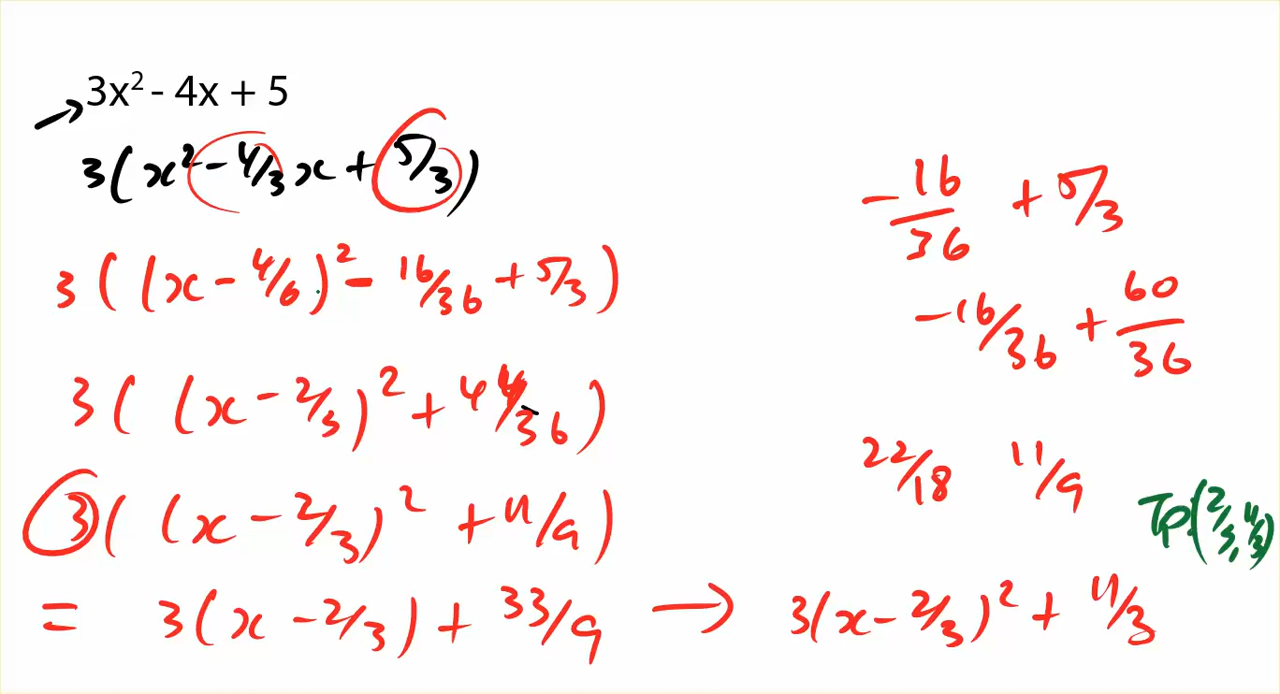 3x² - 4x + 5
3(x² - 4/3x + 5/3)
3((x - 4/6)² - 16/36 + 5/3)
3((x - 2/3)² + 44/36)
3((x - 2/3)² + 11/9)
= 3(x - 2/3) + 33/9 → 3(x - 2/3)² + 11/3
-16/36 + 5/3
-16/36 + 60/36
22/18 11/9
TP:(2/3, 11/3)